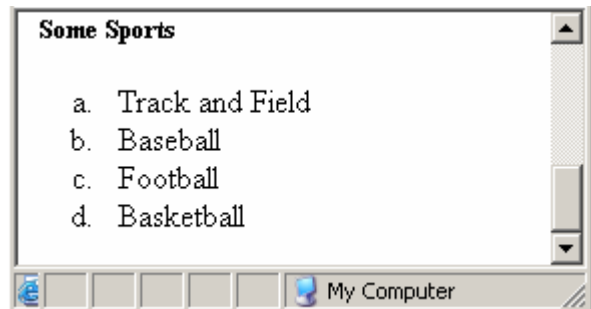 Some Sports
a. Track and Field
b. Baseball
c. Football
d. Basketball
My Computer